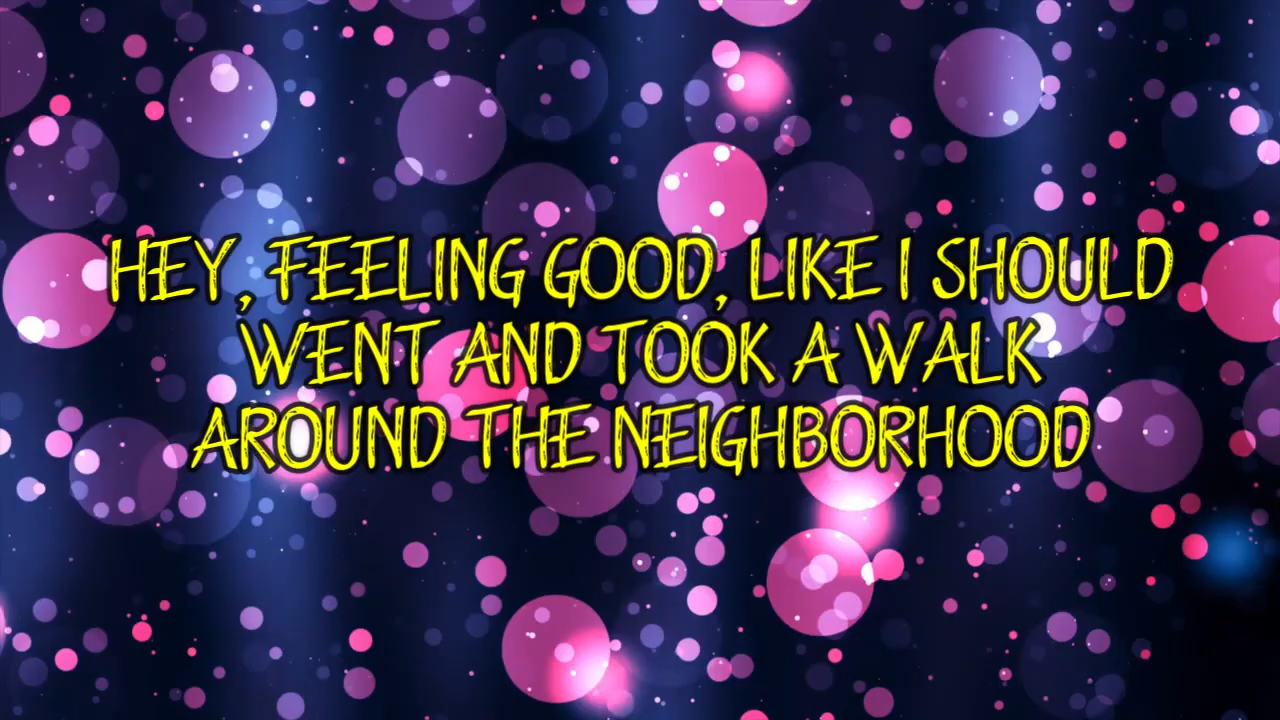 HEY, FEELING GOOD, LIKE I SHOULD
WENT AND TOOK A WALK
AROUND THE NEIGHBORHOOD